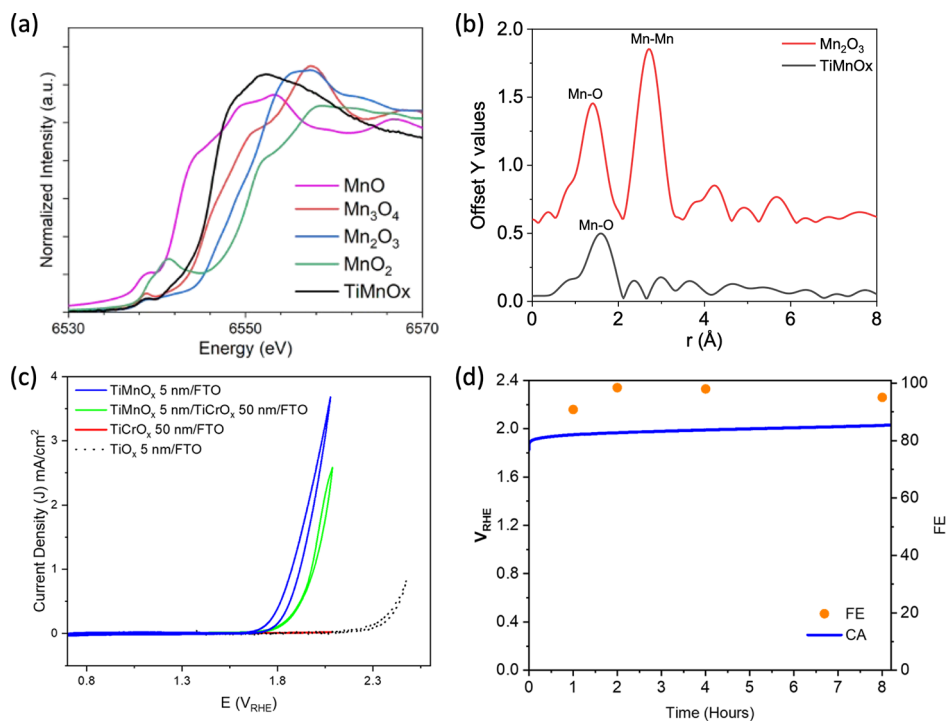 (a)
Normalized Intensity (a.u.)
MnO
Mn₃O₄
Mn₂O₃
MnO₂
TiMnOx
6530
6550
6570
Energy (eV)
(b)
2.0
1.5
1.0
0.5
0.0
Offset Y values
Mn-Mn
Mn-O
Mn-O
Mn₂O₃
TiMnOx
0
2
4
6
8
r (Å)
(c)
4
3
2
1
0
Current Density (J) mA/cm²
TiMnOₓ 5 nm/FTO
TiMnOₓ 5 nm/TiCrOₓ 50 nm/FTO
TiCrOₓ 50 nm/FTO
TiOₓ 5 nm/FTO
0.8
1.3
1.8
2.3
E (V_RHE)
(d)
2.4
2.0
1.6
1.2
0.8
0.4
0.0
V_RHE
100
80
60
40
20
0
FE
FE
CA
0
1
2
3
4
5
6
7
8
Time (Hours)